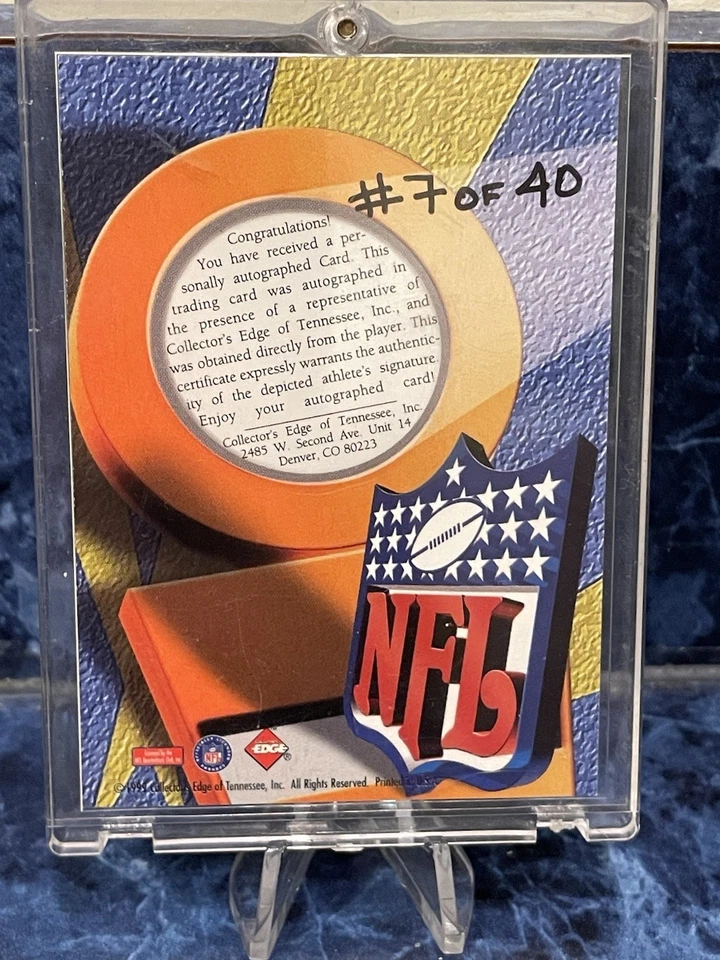 #7 OF 40
Congratulations!
You have received a per-
sonally autographed Card. This
trading card was autographed in
the presence of a representative of
Collector's Edge of Tennessee, Inc., and
was obtained directly from the player. This
certificate expressly warrants the authentic-
ity of the depicted athlete's signature.
Enjoy your autographed card!
Collector's Edge of Tennessee, Inc.
2485 W. Second Ave. Unit 14
Denver, CO 80223
NFL
NFL
EDGE®
Edge of Tennessee, Inc. All Rights Reserved. Printed